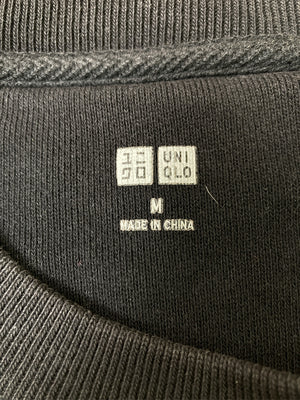 ユニ UNI
クロ QLO
M
MADE IN CHINA